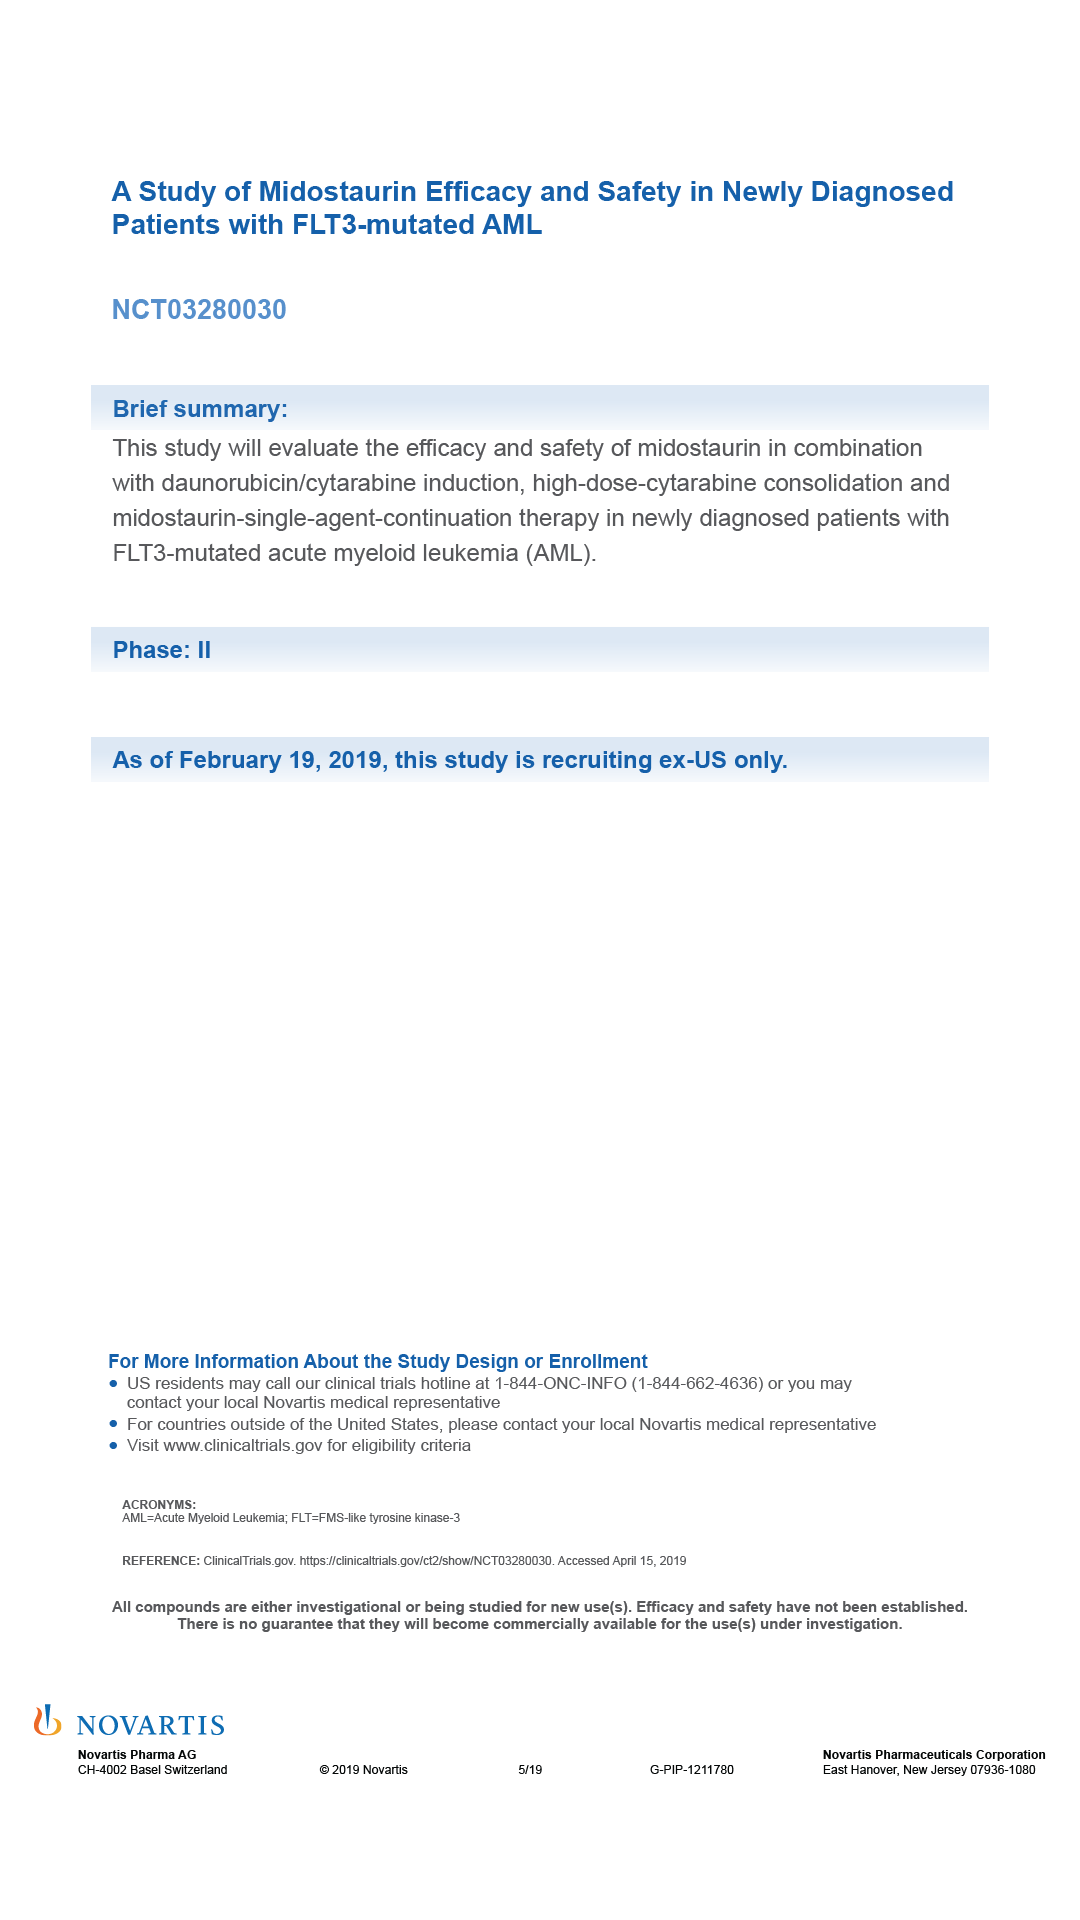 A Study of Midostaurin Efficacy and Safety in Newly Diagnosed
Patients with FLT3-mutated AML
NCT03280030
Brief summary:
This study will evaluate the efficacy and safety of midostaurin in combination
with daunorubicin/cytarabine induction, high-dose-cytarabine consolidation and
midostaurin-single-agent-continuation therapy in newly diagnosed patients with
FLT3-mutated acute myeloid leukemia (AML).
Phase: II
As of February 19, 2019, this study is recruiting ex-US only.
For More Information About the Study Design or Enrollment
● US residents may call our clinical trials hotline at 1-844-ONC-INFO (1-844-662-4636) or you may
contact your local Novartis medical representative
● For countries outside of the United States, please contact your local Novartis medical representative
● Visit www.clinicaltrials.gov for eligibility criteria
ACRONYMS:
AML=Acute Myeloid Leukemia; FLT=FMS-like tyrosine kinase-3
REFERENCE: ClinicalTrials.gov. https://clinicaltrials.gov/ct2/show/NCT03280030. Accessed April 15, 2019
All compounds are either investigational or being studied for new use(s). Efficacy and safety have not been established.
There is no guarantee that they will become commercially available for the use(s) under investigation.
NOVARTIS
Novartis Pharma AG Novartis Pharmaceuticals Corporation
CH-4002 Basel Switzerland © 2019 Novartis 5/19 G-PIP-1211780 East Hanover, New Jersey 07936-1080